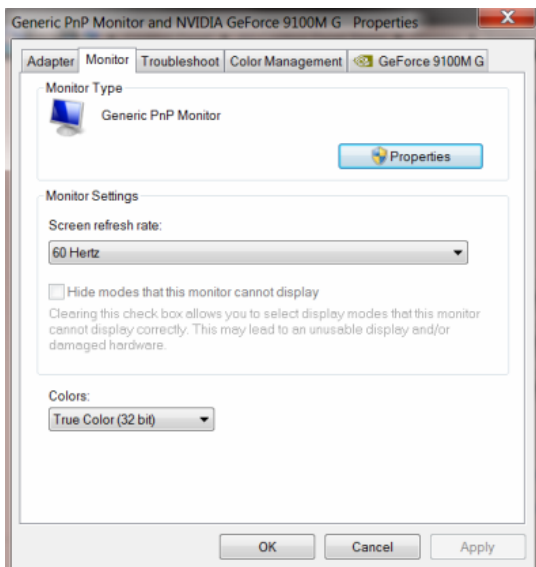 Generic PnP Monitor and NVIDIA GeForce 9100M G Properties
X
Adapter Monitor Troubleshoot Color Management GeForce 9100M G
Monitor Type
Generic PnP Monitor
Properties
Monitor Settings
Screen refresh rate:
60 Hertz
Hide modes that this monitor cannot display
Clearing this check box allows you to select display modes that this monitor
cannot display correctly. This may lead to an unusable display and/or
damaged hardware.
Colors:
True Color (32 bit)
OK Cancel Apply